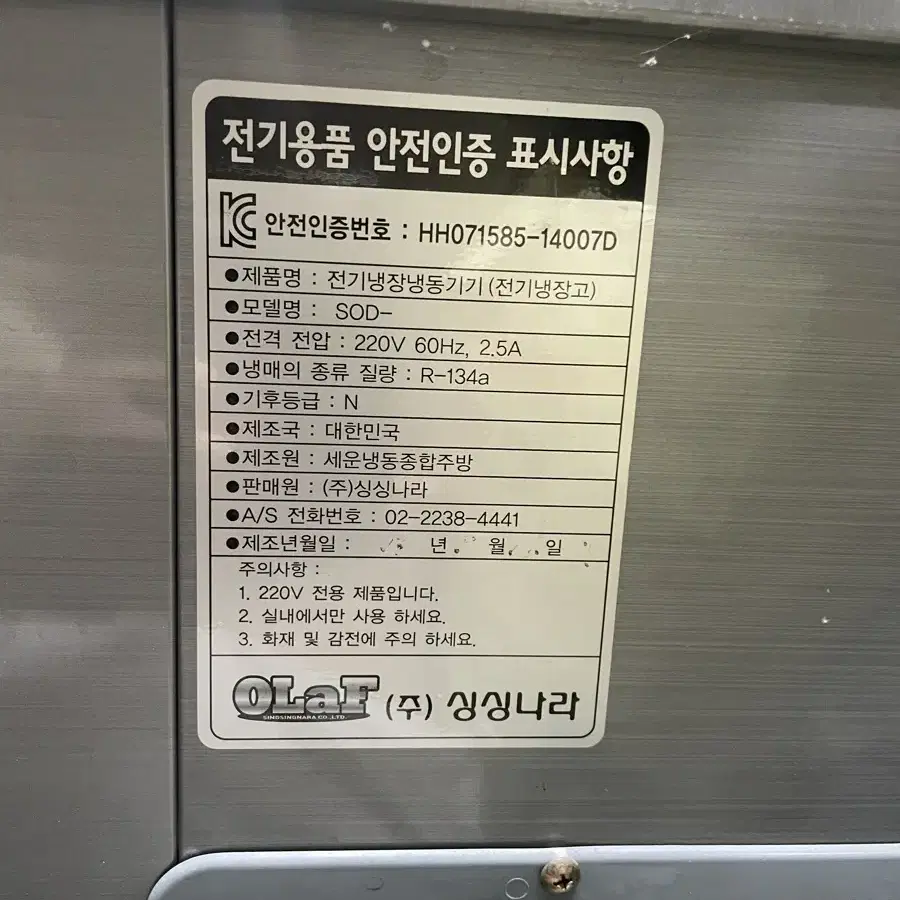 전기용품 안전인증 표시사항
KC 안전인증번호 : HH071585-14007D
●제품명 : 전기냉장냉동기기(전기냉장고)
●모델명 : SOD-
●전격 전압 : 220V 60Hz, 2.5A
●냉매의 종류 질량 : R-134a
●기후등급 : N
●제조국 : 대한민국
●제조원 : 세운냉동종합주방
●판매원 : (주)싱싱나라
●A/S 전화번호 : 02-2238-4441
●제조년월일 : 년 월 일
주의사항 :
1. 220V 전용 제품입니다.
2. 실내에서만 사용 하세요.
3. 화재 및 감전에 주의 하세요.
OLaF (주) 싱싱나라
SINGSINGNARA CO.,LTD.